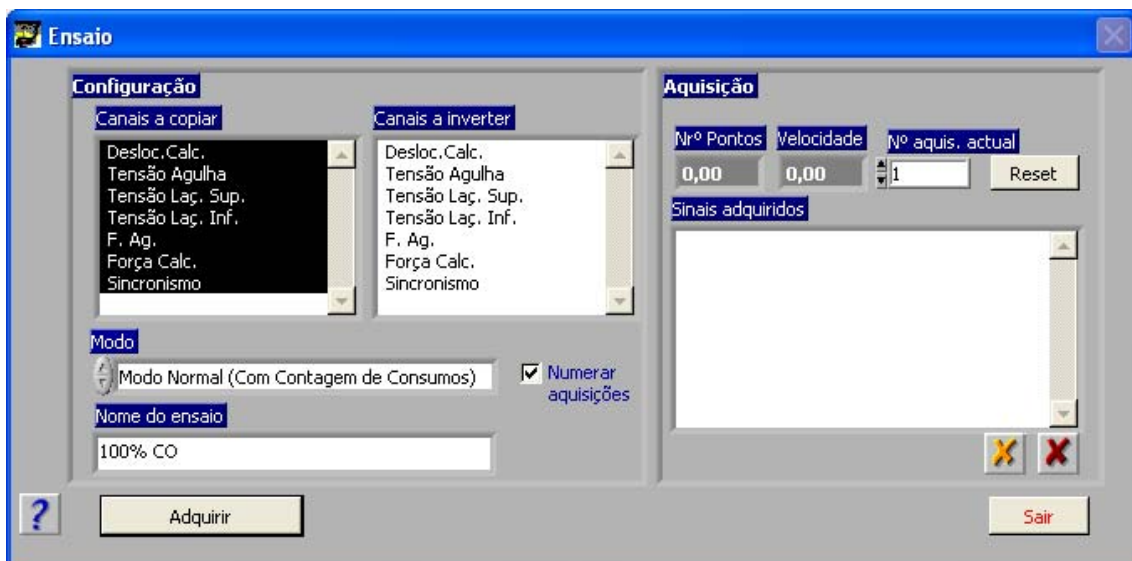 Ensaio
Configuração
Canais a copiar
Desloc.Calc.
Tensão Agulha
Tensão Laç. Sup.
Tensão Laç. Inf.
F. Ag.
Força Calc.
Sincronismo
Canais a inverter
Desloc.Calc.
Tensão Agulha
Tensão Laç. Sup.
Tensão Laç. Inf.
F. Ag.
Força Calc.
Sincronismo
Modo
Modo Normal (Com Contagem de Consumos)
Numerar
aquisições
Nome do ensaio
100% CO
Adquirir
Aquisição
Nrº Pontos
0,00
Velocidade
0,00
Nº aquis. actual
1
Reset
Sinais adquiridos
Sair